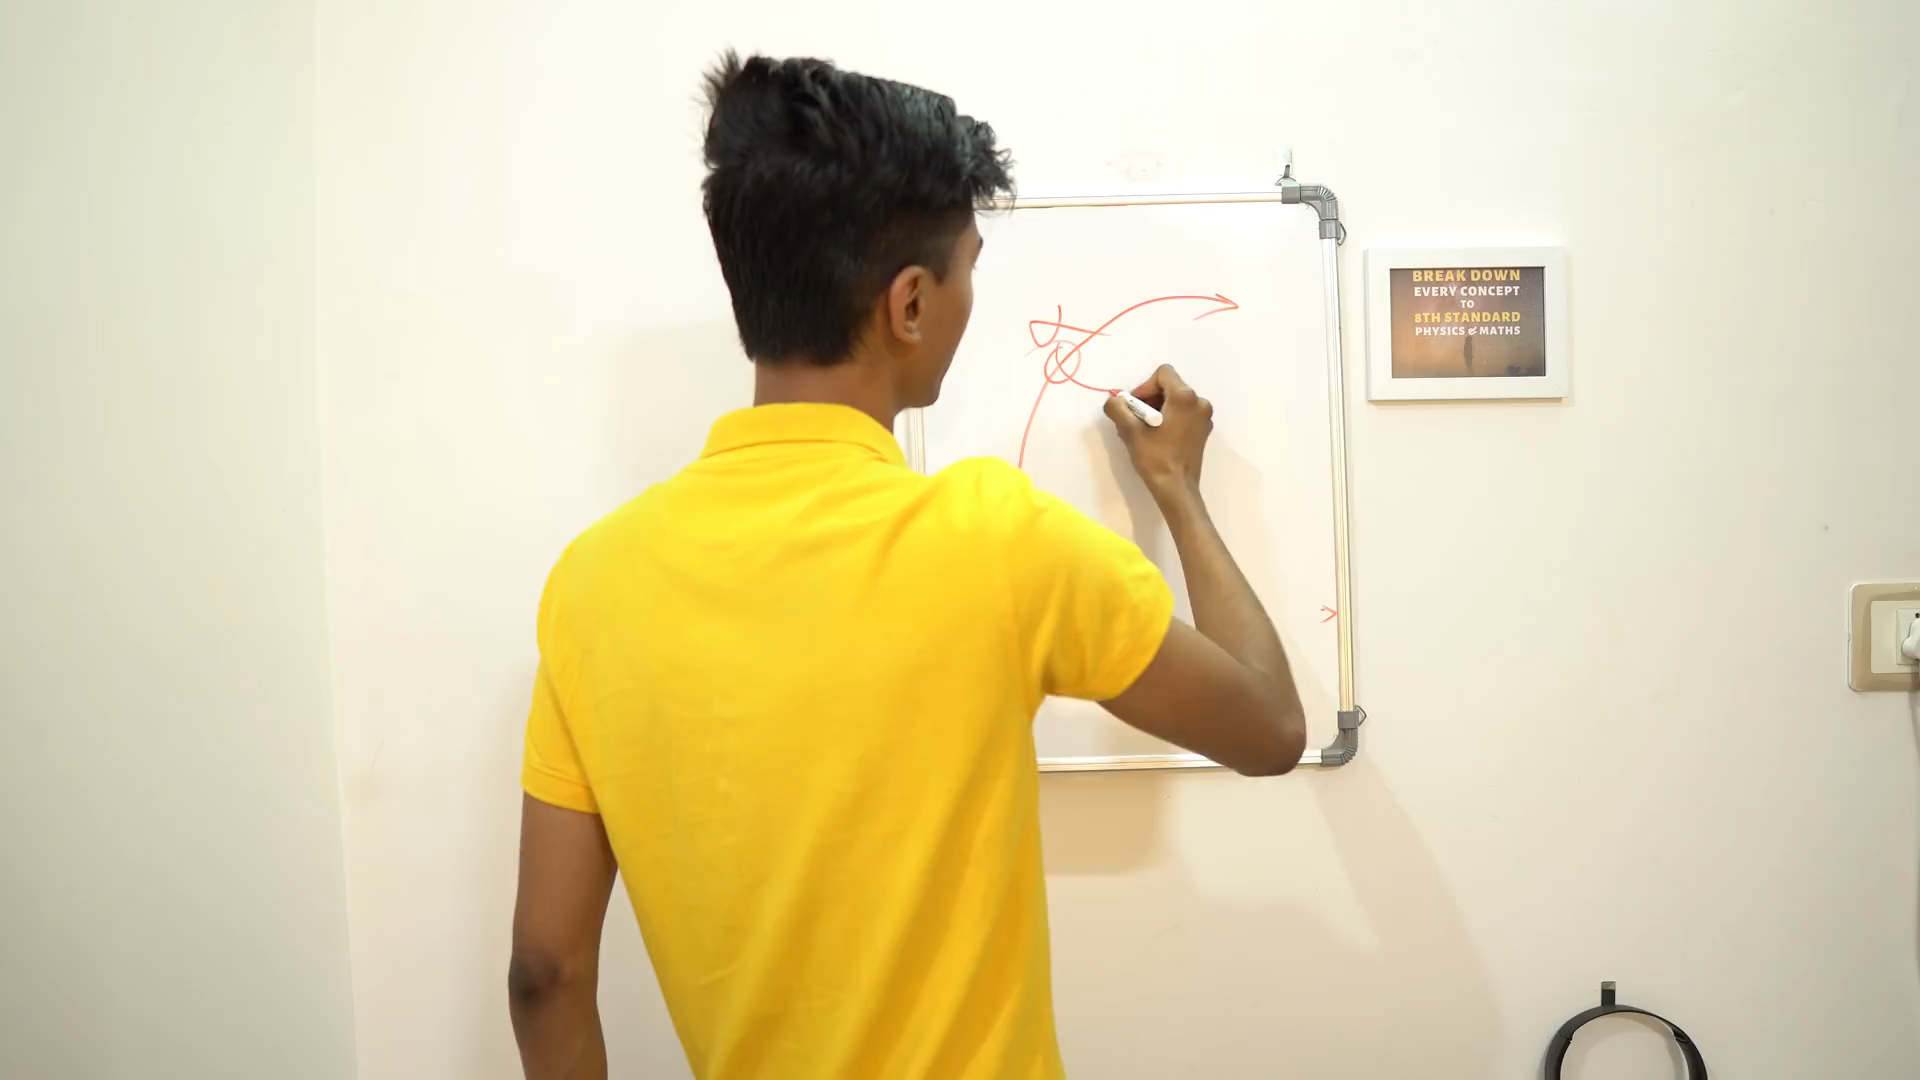 BREAK DOWN
EVERY CONCEPT
TO
8TH STANDARD
PHYSICS & MATHS